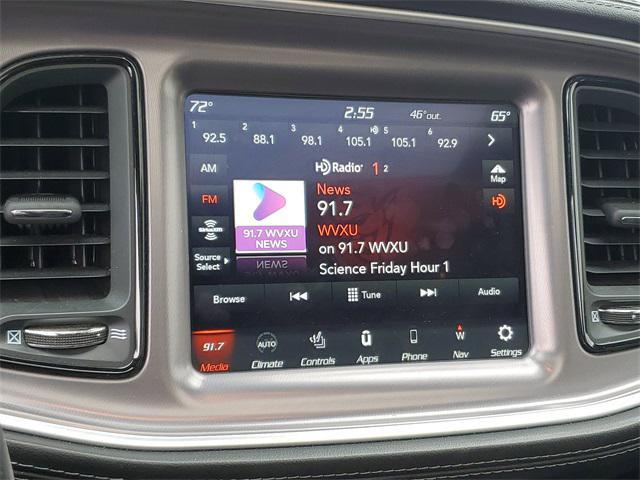 72° 2:55 46°out. 65°
1 2 3 4 HD 5 6
92.5 88.1 98.1 105.1 105.1 92.9
AM HD Radio 1 2
Map
FM News HD
91.7
SiriusXM WVXU
91.7 WVXU
NEWS
on 91.7 WVXU
Source
Select
NEWS
Science Friday Hour 1
Browse Tune Audio
91.7 AUTO W
Media Climate Controls Apps Phone Nav Settings